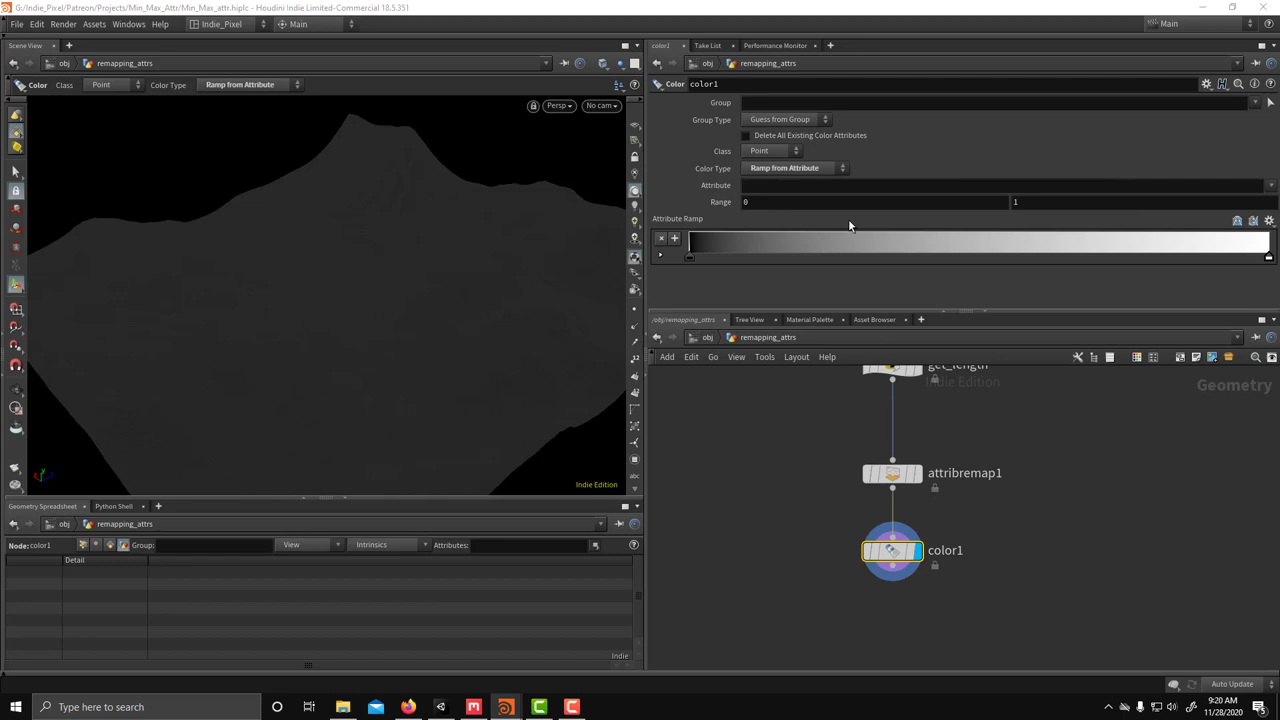 G:/Indie_Pixel/Patreon/Projects/Min_Max_Attr/Min_Max_attr.hiplc - Houdini Indie Limited-Commercial 18.5.351
File Edit Render Assets Windows Help Indie_Pixel Main Main
Scene View
obj remapping_attrs
Color Class Point Color Type Ramp from Attribute
Persp No cam
Indie Edition
Geometry Spreadsheet Python Shell
obj remapping_attrs
Node: color1 Group: View Intrinsics Attributes:
Detail
Indie
color1 Take List Performance Monitor
obj remapping_attrs
Color color1
Group
Group Type Guess from Group
Delete All Existing Color Attributes
Class Point
Color Type Ramp from Attribute
Attribute
Range 0 1
Attribute Ramp
/obj/remapping_attrs Tree View Material Palette Asset Browser
obj remapping_attrs
Add Edit Go View Tools Layout Help
get_length
Indie Edition
Geometry
attribremap1
color1
Auto Update
Type here to search
9:20 AM
11/28/2020